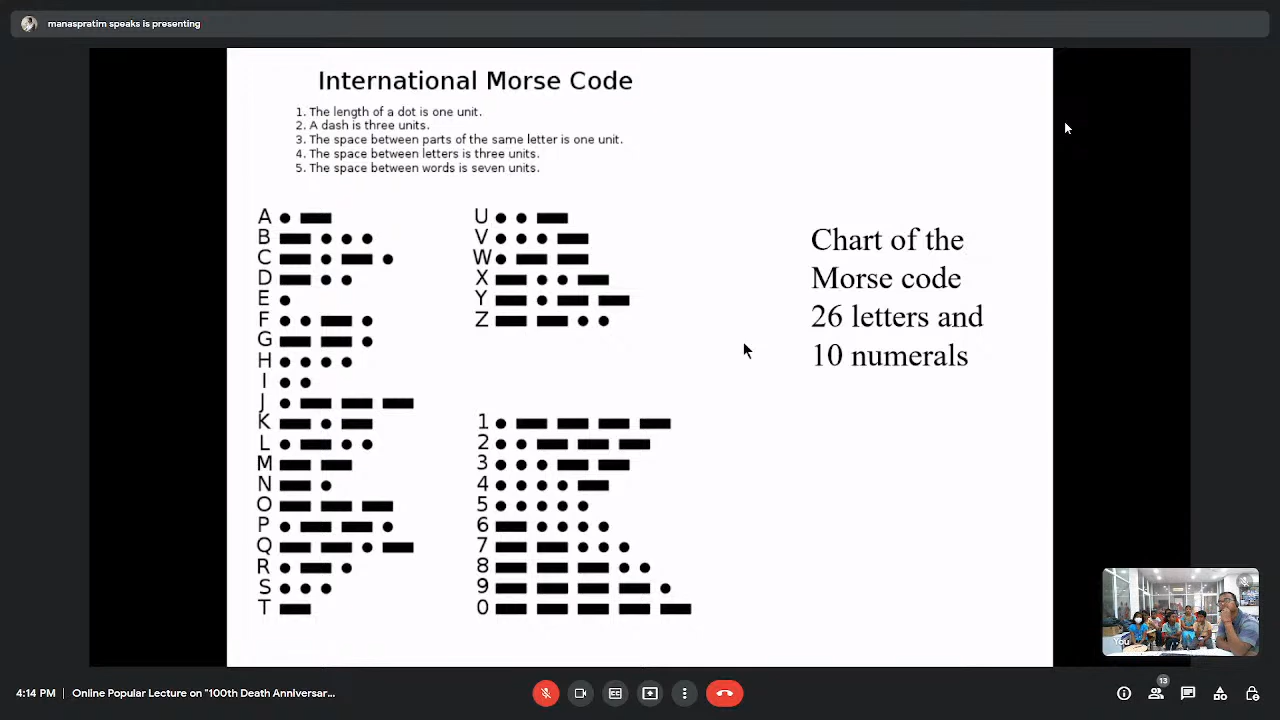 manaspratim speaks is presenting
International Morse Code
1. The length of a dot is one unit.
2. A dash is three units.
3. The space between parts of the same letter is one unit.
4. The space between letters is three units.
5. The space between words is seven units.
A
B
C
D
E
F
G
H
I
J
K
L
M
N
O
P
Q
R
S
T
U
V
W
X
Y
Z
1
2
3
4
5
6
7
8
9
0
Chart of the
Morse code
26 letters and
10 numerals
You
4:14 PM | Online Popular Lecture on "100th Death Anniversar...
13